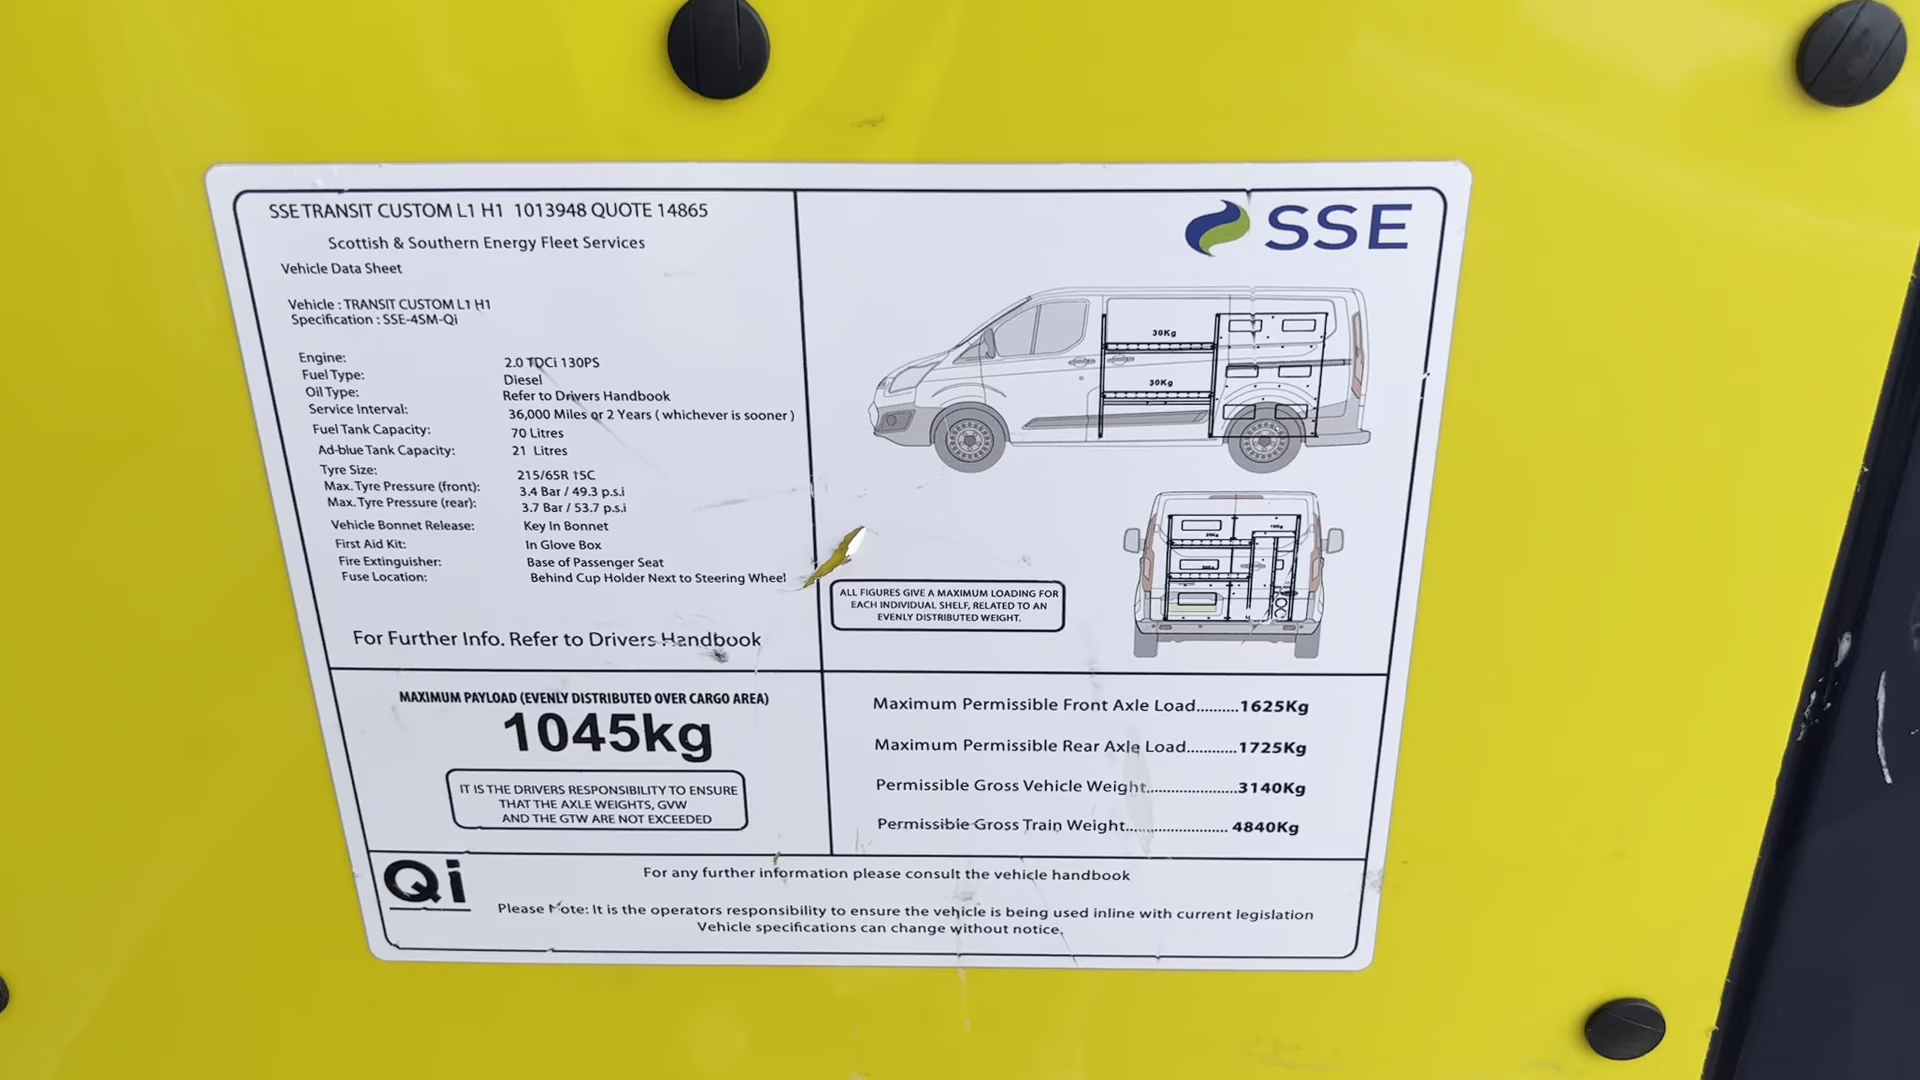 SSE TRANSIT CUSTOM L1 H1 1013948 QUOTE 14865
Scottish & Southern Energy Fleet Services
Vehicle Data Sheet
Vehicle : TRANSIT CUSTOM L1 H1
Specification : SSE-4SM-Qi
Engine: 2.0 TDCi 130PS
Fuel Type: Diesel
Oil Type: Refer to Drivers Handbook
Service Interval: 36,000 Miles or 2 Years ( whichever is sooner )
Fuel Tank Capacity: 70 Litres
Ad-blue Tank Capacity: 21 Litres
Tyre Size: 215/65R 15C
Max. Tyre Pressure (front): 3.4 Bar / 49.3 p.s.i
Max. Tyre Pressure (rear): 3.7 Bar / 53.7 p.s.i
Vehicle Bonnet Release: Key In Bonnet
First Aid Kit: In Glove Box
Fire Extinguisher: Base of Passenger Seat
Fuse Location: Behind Cup Holder Next to Steering Wheel
For Further Info. Refer to Drivers Handbook
SSE
30Kg
30Kg
ALL FIGURES GIVE A MAXIMUM LOADING FOR
EACH INDIVIDUAL SHELF, RELATED TO AN
EVENLY DISTRIBUTED WEIGHT.
MAXIMUM PAYLOAD (EVENLY DISTRIBUTED OVER CARGO AREA)
1045kg
IT IS THE DRIVERS RESPONSIBILITY TO ENSURE
THAT THE AXLE WEIGHTS, GVW
AND THE GTW ARE NOT EXCEEDED
Maximum Permissible Front Axle Load..........1625Kg
Maximum Permissible Rear Axle Load............1725Kg
Permissible Gross Vehicle Weight......................3140Kg
Permissible Gross Train Weight........................ 4840Kg
Qi
For any further information please consult the vehicle handbook
Please Note: It is the operators responsibility to ensure the vehicle is being used inline with current legislation
Vehicle specifications can change without notice.